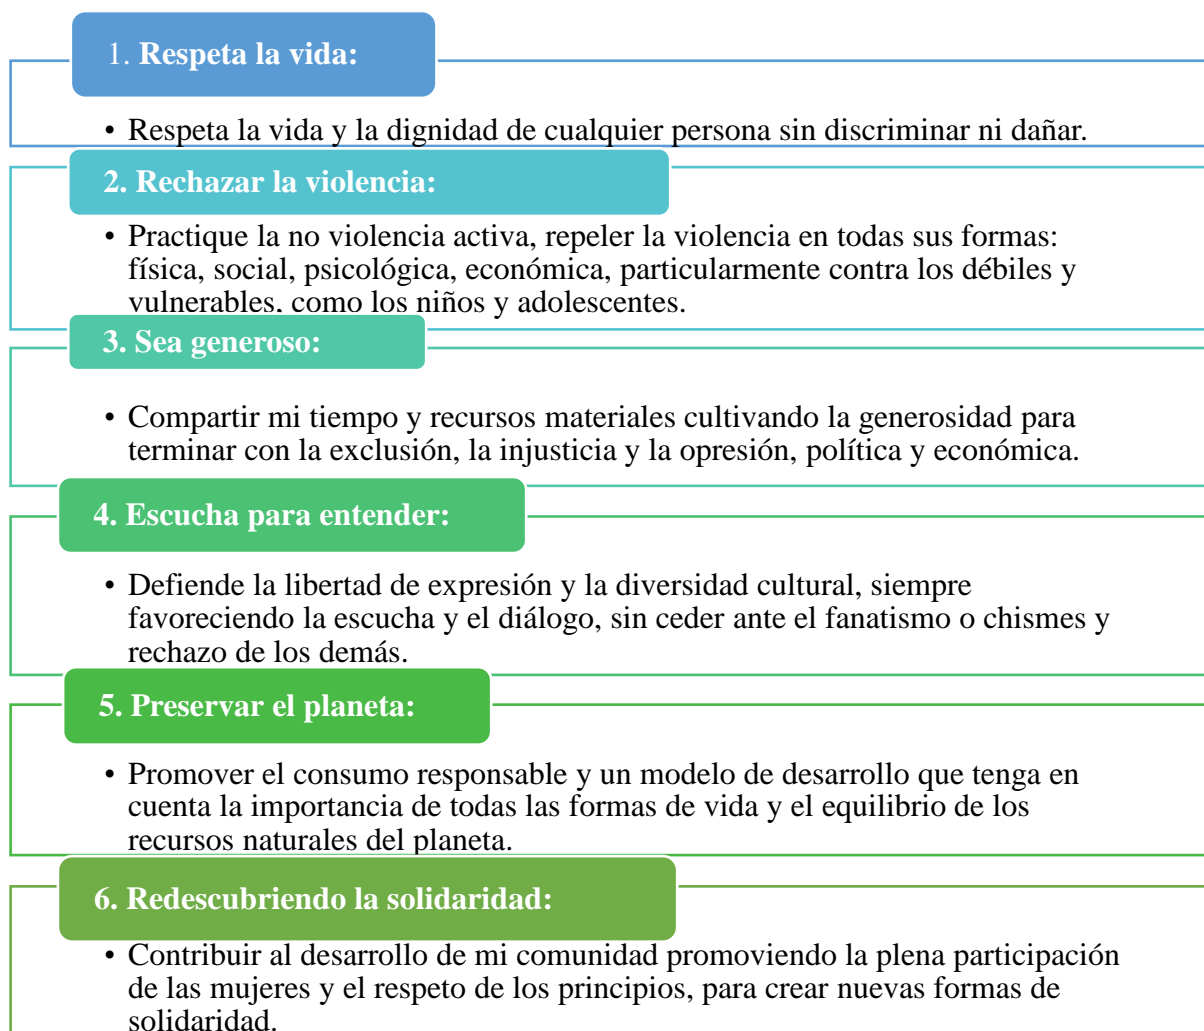 1. Respeta la vida:
• Respeta la vida y la dignidad de cualquier persona sin discriminar ni dañar.
2. Rechazar la violencia:
• Practique la no violencia activa, repeler la violencia en todas sus formas:
física, social, psicológica, económica, particularmente contra los débiles y
vulnerables, como los niños y adolescentes.
3. Sea generoso:
• Compartir mi tiempo y recursos materiales cultivando la generosidad para
terminar con la exclusión, la injusticia y la opresión, política y económica.
4. Escucha para entender:
• Defiende la libertad de expresión y la diversidad cultural, siempre
favoreciendo la escucha y el diálogo, sin ceder ante el fanatismo o chismes y
rechazo de los demás.
5. Preservar el planeta:
• Promover el consumo responsable y un modelo de desarrollo que tenga en
cuenta la importancia de todas las formas de vida y el equilibrio de los
recursos naturales del planeta.
6. Redescubriendo la solidaridad:
• Contribuir al desarrollo de mi comunidad promoviendo la plena participación
de las mujeres y el respeto de los principios, para crear nuevas formas de
solidaridad.